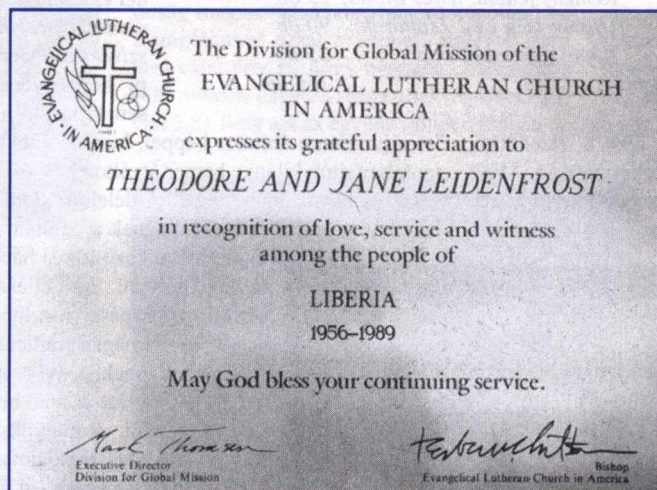 EVANGELICAL LUTHERAN CHURCH
· IN AMERICA ·
The Division for Global Mission of the
EVANGELICAL LUTHERAN CHURCH
IN AMERICA
expresses its grateful appreciation to
THEODORE AND JANE LEIDENFROST
in recognition of love, service and witness
among the people of
LIBERIA
1956–1989
May God bless your continuing service.
Mark Thomsen
Executive Director
Division for Global Mission
Bishop
Evangelical Lutheran Church in America